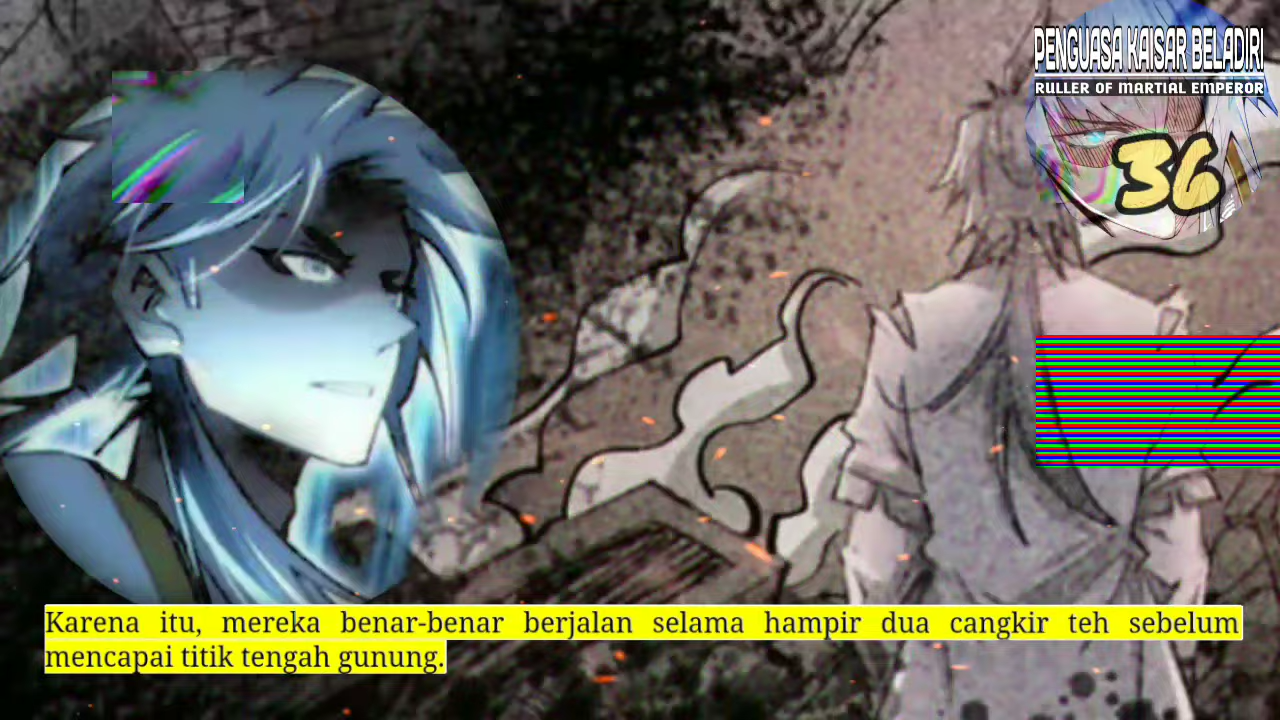 PENGUASA KAISAR BELADIRI
RULLER OF MARTIAL EMPEROR
36
Karena itu, mereka benar-benar berjalan selama hampir dua cangkir teh sebelum
mencapai titik tengah gunung.